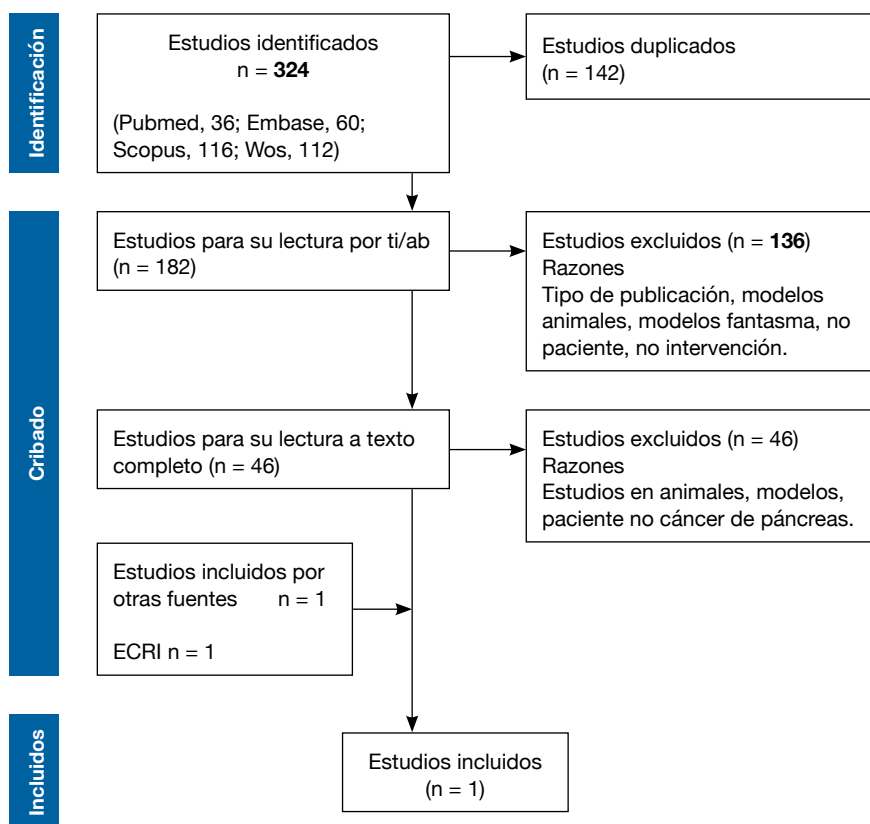 Identificación
Estudios identificados
n = 324
(Pubmed, 36; Embase, 60;
Scopus, 116; Wos, 112)
Estudios duplicados
(n = 142)
Cribado
Estudios para su lectura por ti/ab
(n = 182)
Estudios excluidos (n = 136)
Razones
Tipo de publicación, modelos
animales, modelos fantasma, no
paciente, no intervención.
Estudios para su lectura a texto
completo (n = 46)
Estudios excluidos (n = 46)
Razones
Estudios en animales, modelos,
paciente no cáncer de páncreas.
Estudios incluidos por
otras fuentes n = 1
ECRI n = 1
Incluidos
Estudios incluidos
(n = 1)